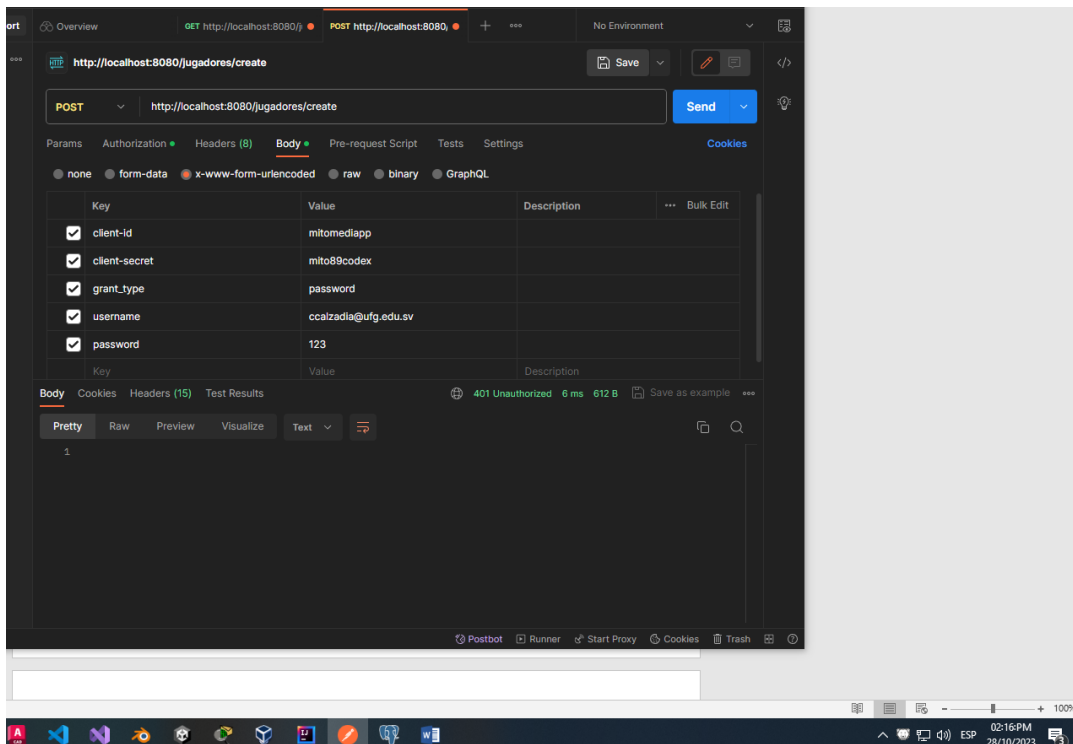 ort Overview GET http://localhost:8080/j POST http://localhost:8080/ + No Environment
HTTP http://localhost:8080/jugadores/create Save
POST http://localhost:8080/jugadores/create Send
Params Authorization Headers (8) Body Pre-request Script Tests Settings Cookies
none form-data x-www-form-urlencoded raw binary GraphQL
Key Value Description Bulk Edit
client-id mitomediapp
client-secret mito89codex
grant_type password
username ccalzadia@ufg.edu.sv
password 123
Key Value Description
Body Cookies Headers (15) Test Results 401 Unauthorized 6 ms 612 B Save as example
Pretty Raw Preview Visualize Text
1
Postbot Runner Start Proxy Cookies Trash
- + 100%
ESP 02:16PM
28/10/2023 3